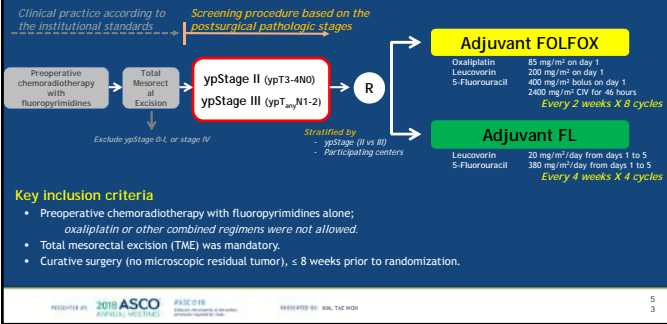 Clinical practice according to
the institutional standards
Screening procedure based on the
postsurgical pathologic stages
Preoperative
chemoradiotherapy
with
fluoropyrimidines
Total
Mesorect
al
Excision
ypStage II (ypT3-4N0)
ypStage III (ypTanyN1-2)
R
Exclude ypStage 0-I, or stage IV
Stratified by
- ypStage (II vs III)
- Participating centers
Adjuvant FOLFOX
Oxaliplatin 85 mg/m² on day 1
Leucovorin 200 mg/m² on day 1
5-Fluorouracil 400 mg/m² bolus on day 1
2400 mg/m² CIV for 46 hours
Every 2 weeks X 8 cycles
Adjuvant FL
Leucovorin 20 mg/m²/day from days 1 to 5
5-Fluorouracil 380 mg/m²/day from days 1 to 5
Every 4 weeks X 4 cycles
Key inclusion criteria
• Preoperative chemoradiotherapy with fluoropyrimidines alone;
oxaliplatin or other combined regimens were not allowed.
• Total mesorectal excision (TME) was mandatory.
• Curative surgery (no microscopic residual tumor), ≤ 8 weeks prior to randomization.
PRESENTED AT: 2018 ASCO
ANNUAL MEETING
#ASCO18
PRESENTED BY: KIM, TAE WON
5
3